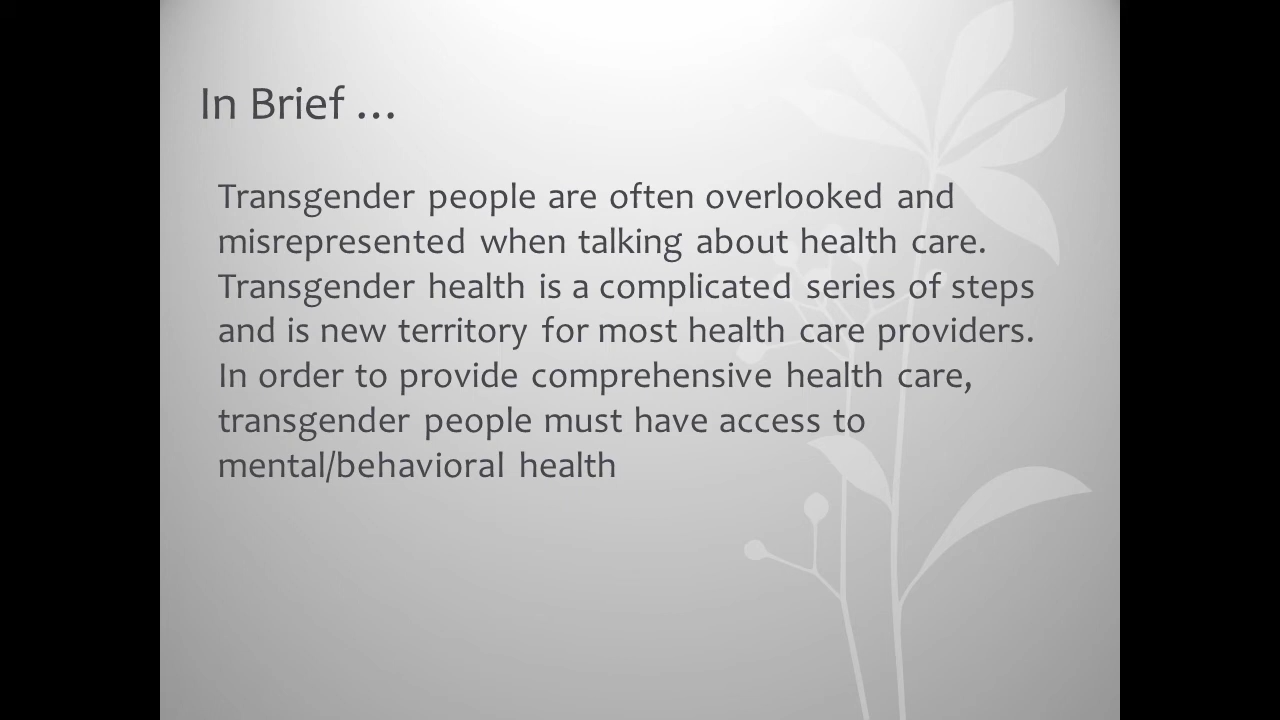 In Brief …
Transgender people are often overlooked and
misrepresented when talking about health care.
Transgender health is a complicated series of steps
and is new territory for most health care providers.
In order to provide comprehensive health care,
transgender people must have access to
mental/behavioral health